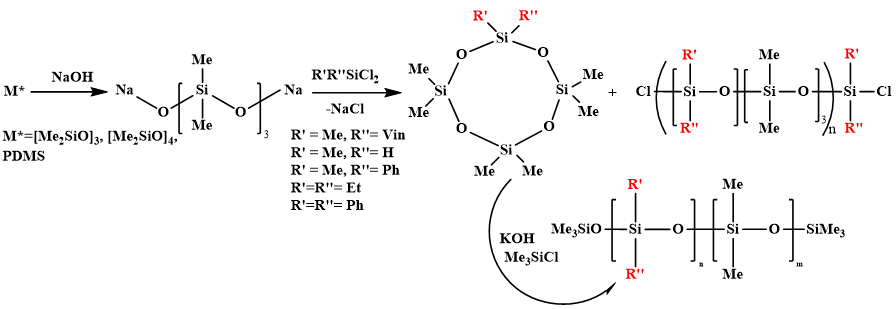 M*
NaOH
Na
O
Si
Me
Me
O
3
Na
R'R''SiCl2
-NaCl
M*=[Me2SiO]3, [Me2SiO]4,
PDMS
R' = Me, R''= Vin
R' = Me, R''= H
R' = Me, R''= Ph
R'=R''= Et
R'=R''= Ph
R' R''
Si
O O
Me Me
Si Si
Me Me
O O
Si
Me Me
+
Cl
R' Me R'
Si O Si O Si Cl
3
n
R'' Me R''
KOH
Me3SiCl
R' Me
Me3SiO Si O Si O SiMe3
n m
R'' Me